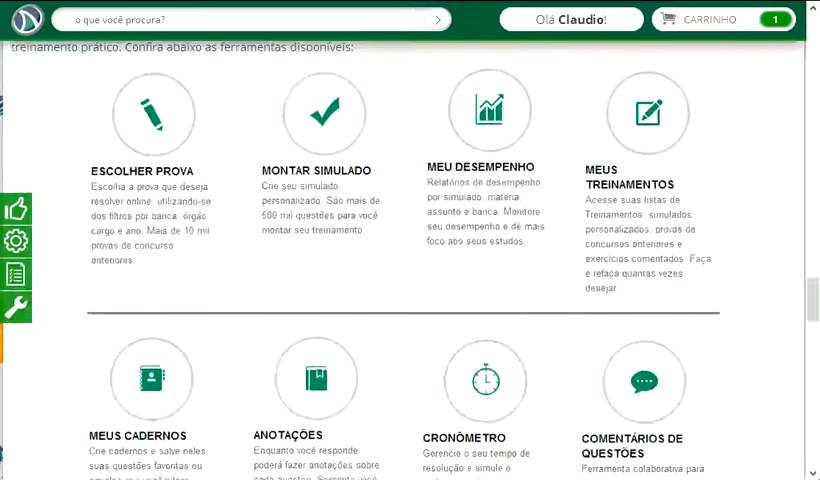 o que você procura?
Olá Claudio!
CARRINHO
1
treinamento prático. Confira abaixo as ferramentas disponíveis:
ESCOLHER PROVA
Escolha a prova que deseja
resolver online, utilizando-se
dos filtros por banca, órgão,
cargo e ano. Mais de 10 mil
provas de concurso
anteriores
MONTAR SIMULADO
Crie seu simulado
personalizado. São mais de
500 mil questões para você
montar seu treinamento.
MEU DESEMPENHO
Relatórios de desempenho
por simulado, matéria,
assunto e banca. Monitore
seu desempenho e dê mais
foco aos seus estudos.
MEUS
TREINAMENTOS
Acesse suas listas de
Treinamentos, simulados
personalizados, provas de
concursos anteriores e
exercícios comentados. Faça
e refaça quantas vezes
desejar
MEUS CADERNOS
Crie cadernos e salve neles
suas questões favoritas ou
ANOTAÇÕES
Enquanto você responde
poderá fazer anotações sobre
cada questão. Somente você
CRONÔMETRO
Gerencie o seu tempo de
resolução e simule o
COMENTÁRIOS DE
QUESTÕES
Ferramenta colaborativa para